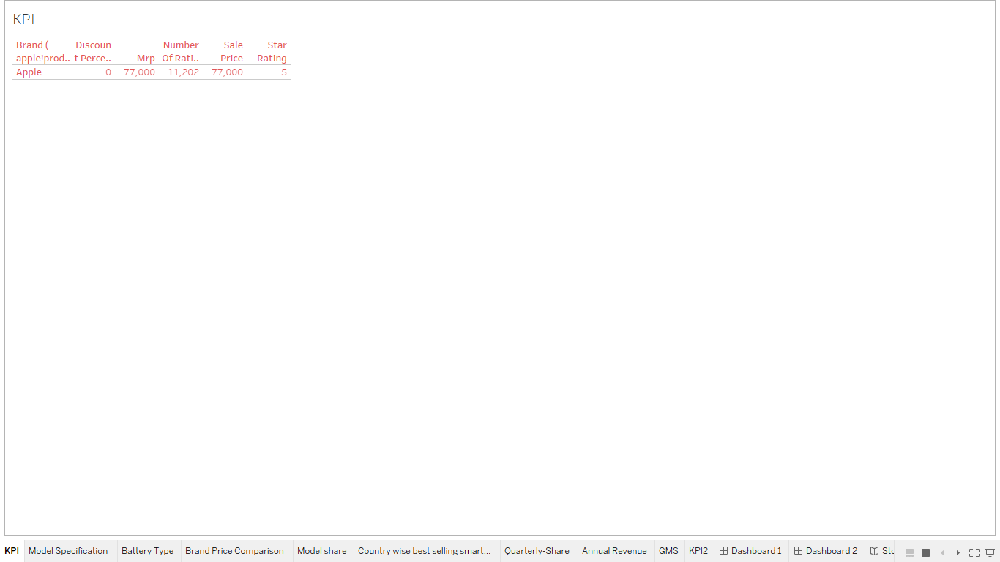 KPI
Brand ( Discoun Number Sale Star
apple!prod.. t Perce.. Mrp Of Rati.. Price Rating
Apple 0 77,000 11,202 77,000 5
KPI Model Specification Battery Type Brand Price Comparison Model share Country wise best selling smart... Quarterly-Share Annual Revenue GMS KPI2 Dashboard 1 Dashboard 2